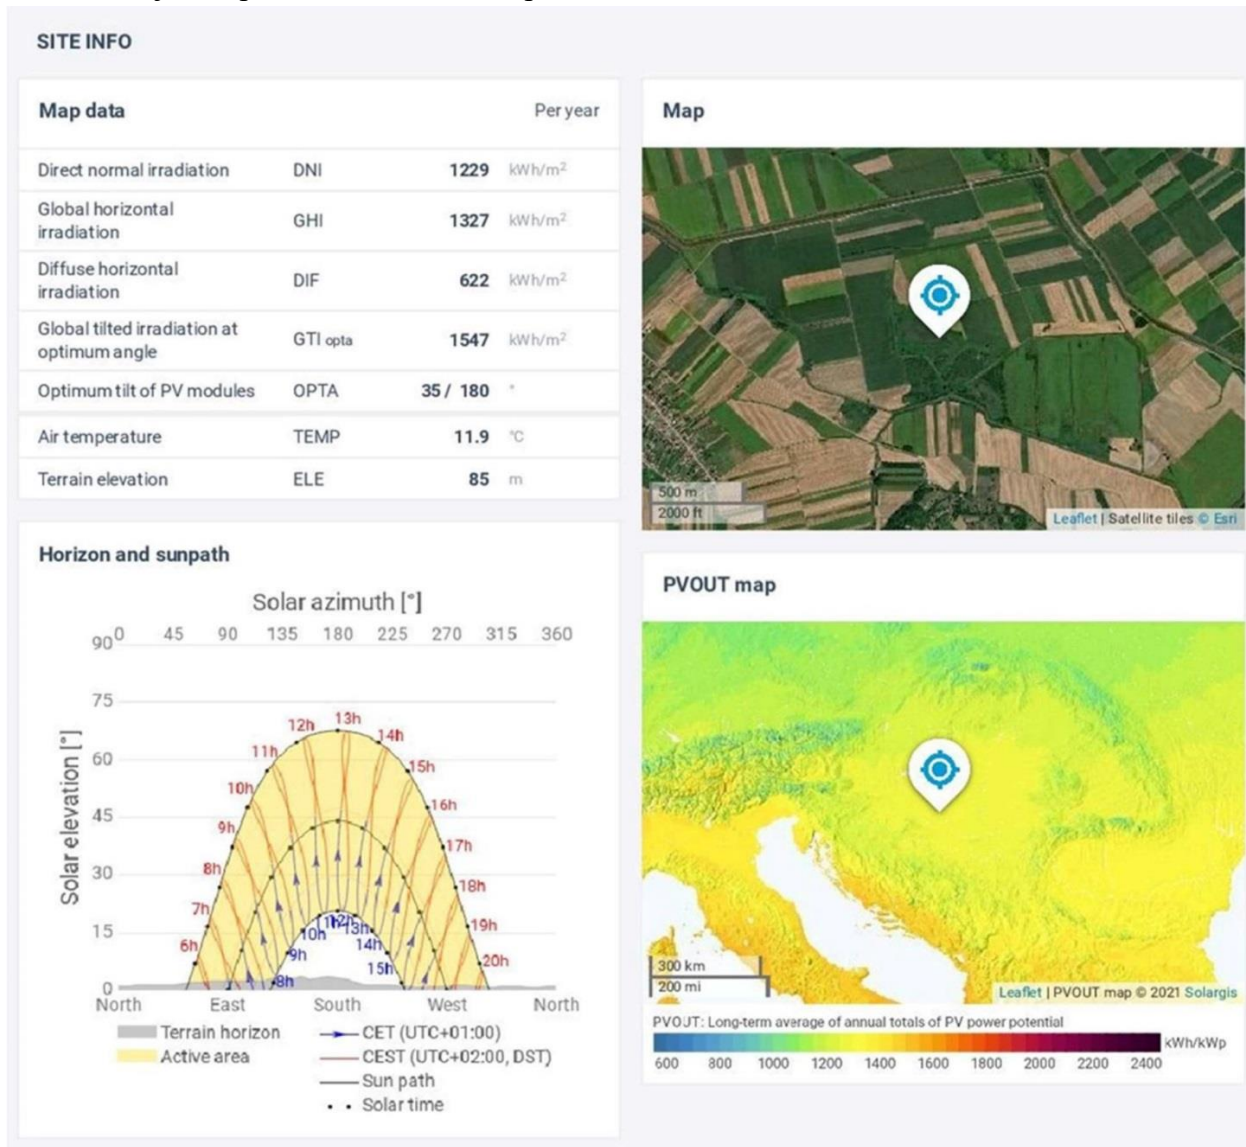 SITE INFO
Map data Per year
Direct normal irradiation DNI 1229 kWh/m²
Global horizontal
irradiation GHI 1327 kWh/m²
Diffuse horizontal
irradiation DIF 622 kWh/m²
Global tilted irradiation at
optimum angle GTI opta 1547 kWh/m²
Optimum tilt of PV modules OPTA 35 / 180 °
Air temperature TEMP 11.9 °C
Terrain elevation ELE 85 m
Map
500 m
2000 ft
Leaflet | Satellite tiles © Esri
Horizon and sunpath
Solar azimuth [°]
0 45 90 135 180 225 270 315 360
Solar elevation [°]
90
75
60
45
30
15
0
6h
7h
8h
9h
10h
11h
12h
13h
14h
15h
16h
17h
18h
19h
20h
8h
9h
10h
11h
12h
13h
14h
15h
North East South West North
Terrain horizon
Active area
CET (UTC+01:00)
CEST (UTC+02:00, DST)
Sun path
Solar time
PVOUT map
300 km
200 mi
Leaflet | PVOUT map © 2021 Solargis
PVOUT: Long-term average of annual totals of PV power potential
kWh/kWp
600 800 1000 1200 1400 1600 1800 2000 2200 2400